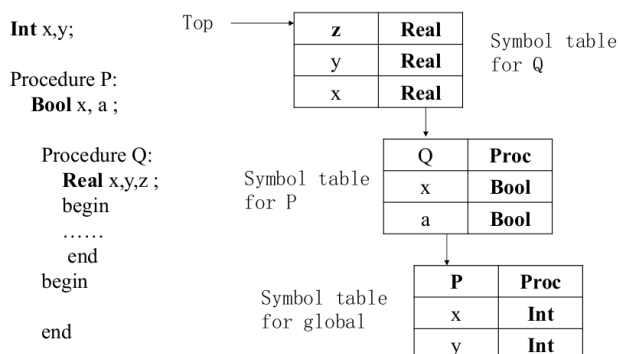 Int x,y;
Procedure P:
Bool x, a ;
Procedure Q:
Real x,y,z ;
begin
……
end
begin
end
Top
z Real
y Real
x Real
Symbol table
for Q
Symbol table
for P
Q Proc
x Bool
a Bool
Symbol table
for global
P Proc
x Int
y Int